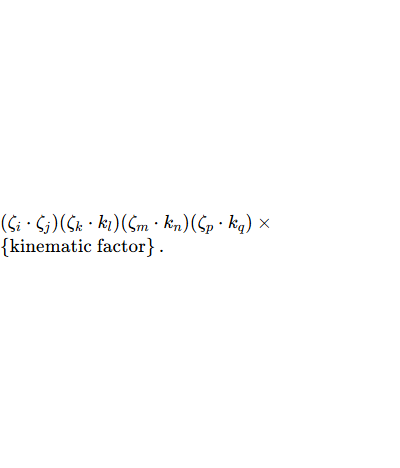 (ζ_i · ζ_j)(ζ_k · k_l)(ζ_m · k_n)(ζ_p · k_q) ×
{kinematic factor} .